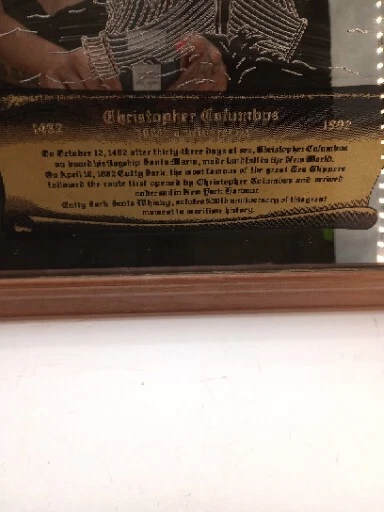 Christopher Columbus
1492 1992
On October 12, 1492 after thirty-three days at sea, Christopher Columbus
on board his flagship Santa Maria, made landfall in the New World.
On April 12, 1992 Cutty Sark, the most famous of the great Tea Clippers
followed the route first opened by Christopher Columbus and arrived
in New York Harbour.
Cutty Sark Scots Whisky, salutes 500th anniversary of this great
moment in maritime history.